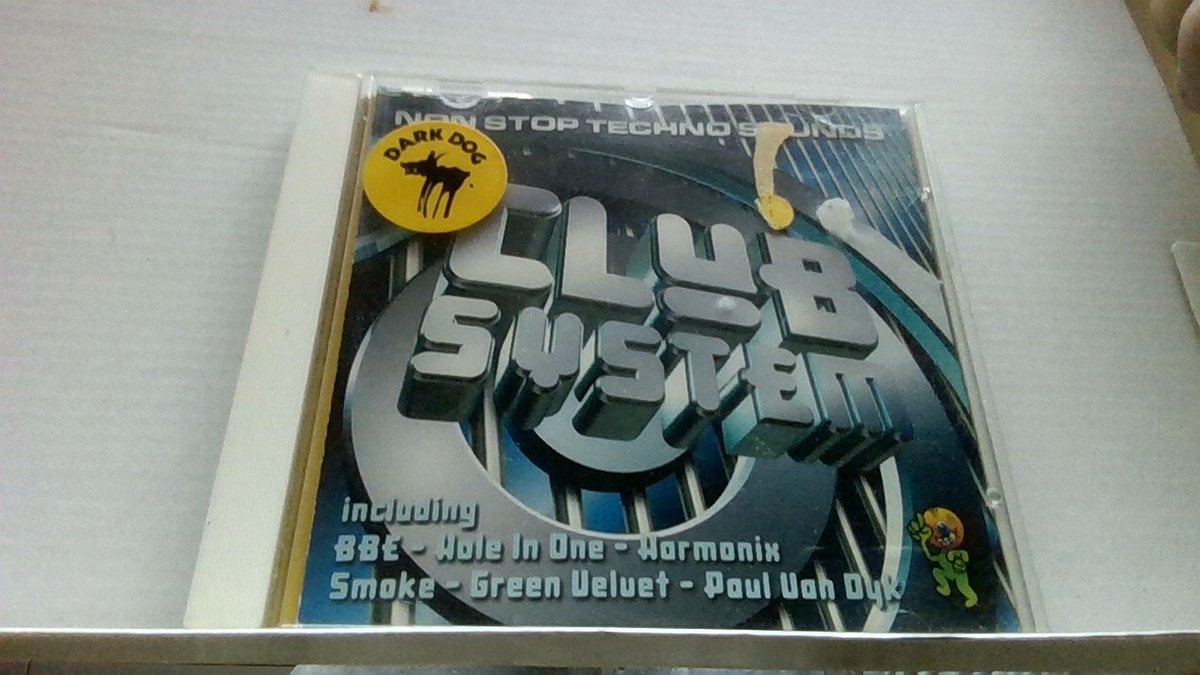 NON STOP TECHNO SOUNDS
DARK DOG
CLUB
SYSTEM
including
BBE - Hole In One - Harmonix
Smoke - Green Velvet - Paul Van Dyk